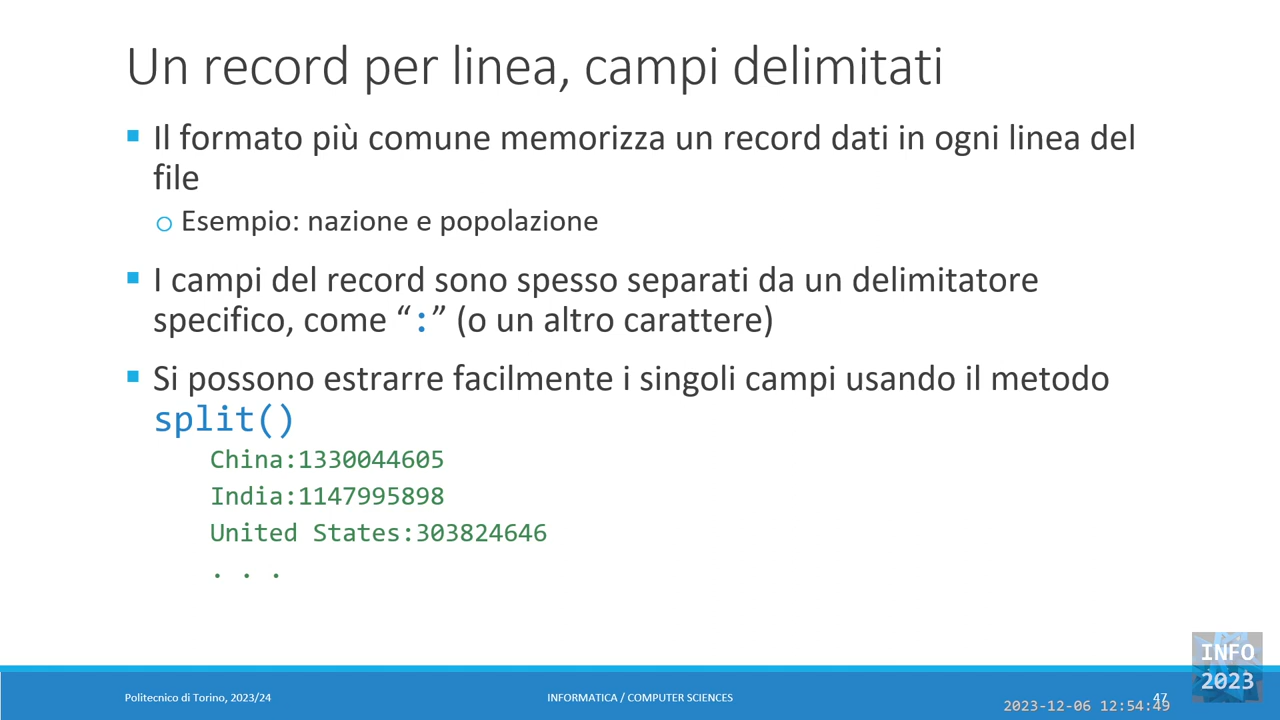 Un record per linea, campi delimitati
Il formato più comune memorizza un record dati in ogni linea del
file
Esempio: nazione e popolazione
I campi del record sono spesso separati da un delimitatore
specifico, come “:” (o un altro carattere)
Si possono estrarre facilmente i singoli campi usando il metodo
split()
China:1330044605
India:1147995898
United States:303824646
. . .
INFO
2023
Politecnico di Torino, 2023/24
INFORMATICA / COMPUTER SCIENCES
47
2023-12-06 12:54:49